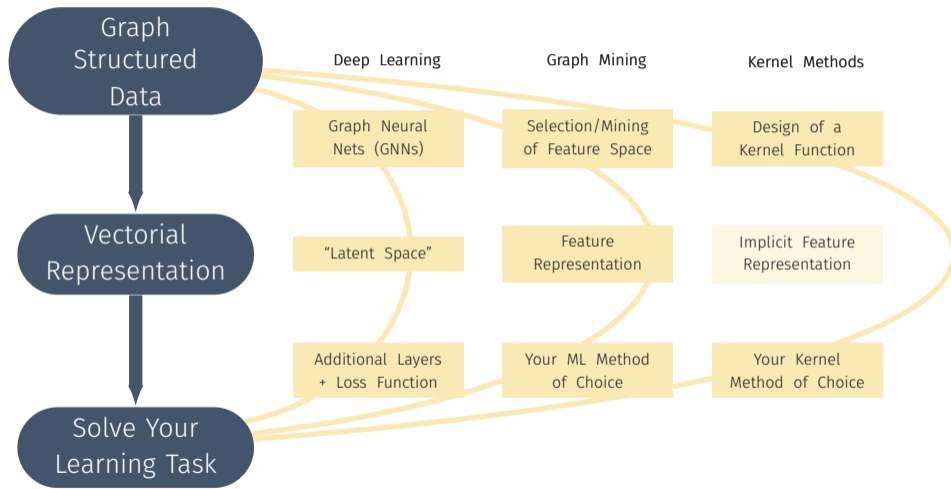 Graph
Structured
Data
Deep Learning
Graph Mining
Kernel Methods
Graph Neural
Nets (GNNs)
Selection/Mining
of Feature Space
Design of a
Kernel Function
Vectorial
Representation
“Latent Space”
Feature
Representation
Implicit Feature
Representation
Additional Layers
+ Loss Function
Your ML Method
of Choice
Your Kernel
Method of Choice
Solve Your
Learning Task